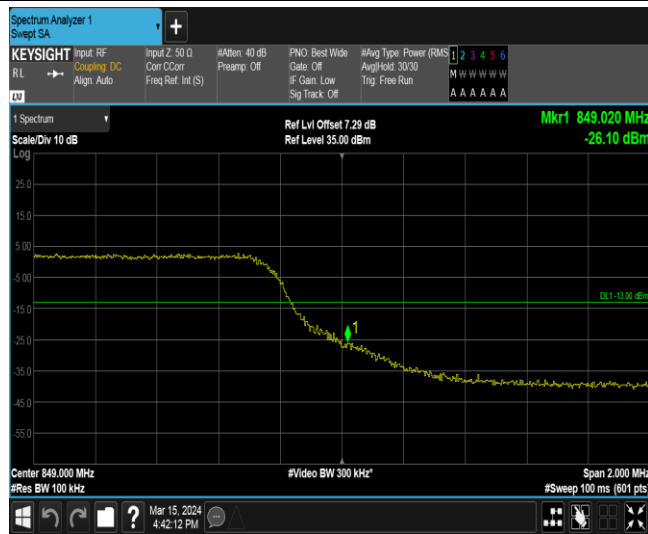 Spectrum Analyzer 1
Swept SA
KEYSIGHT
RL
LXI
Input: RF
Coupling: DC
Align: Auto
Input Z: 50 Ω
Corr CCorr
Freq Ref: Int (S)
#Atten: 40 dB
Preamp: Off
PNO: Best Wide
Gate: Off
IF Gain: Low
Sig Track: Off
#Avg Type: Power (RMS
Avg|Hold: 30/30
Trig: Free Run
1 2 3 4 5 6
M W W W W W
A A A A A A
1 Spectrum
Scale/Div 10 dB
Log
Ref Lvl Offset 7.29 dB
Ref Level 35.00 dBm
Mkr1 849.020 MHz
-26.10 dBm
25.0
15.0
5.00
-5.00
DL1 -13.00 dBm
-15.0
1
-25.0
-35.0
-45.0
-55.0
Center 849.000 MHz
#Video BW 300 kHz*
Span 2.000 MHz
#Res BW 100 kHz
#Sweep 100 ms (601 pts)
Mar 15, 2024
4:42:12 PM